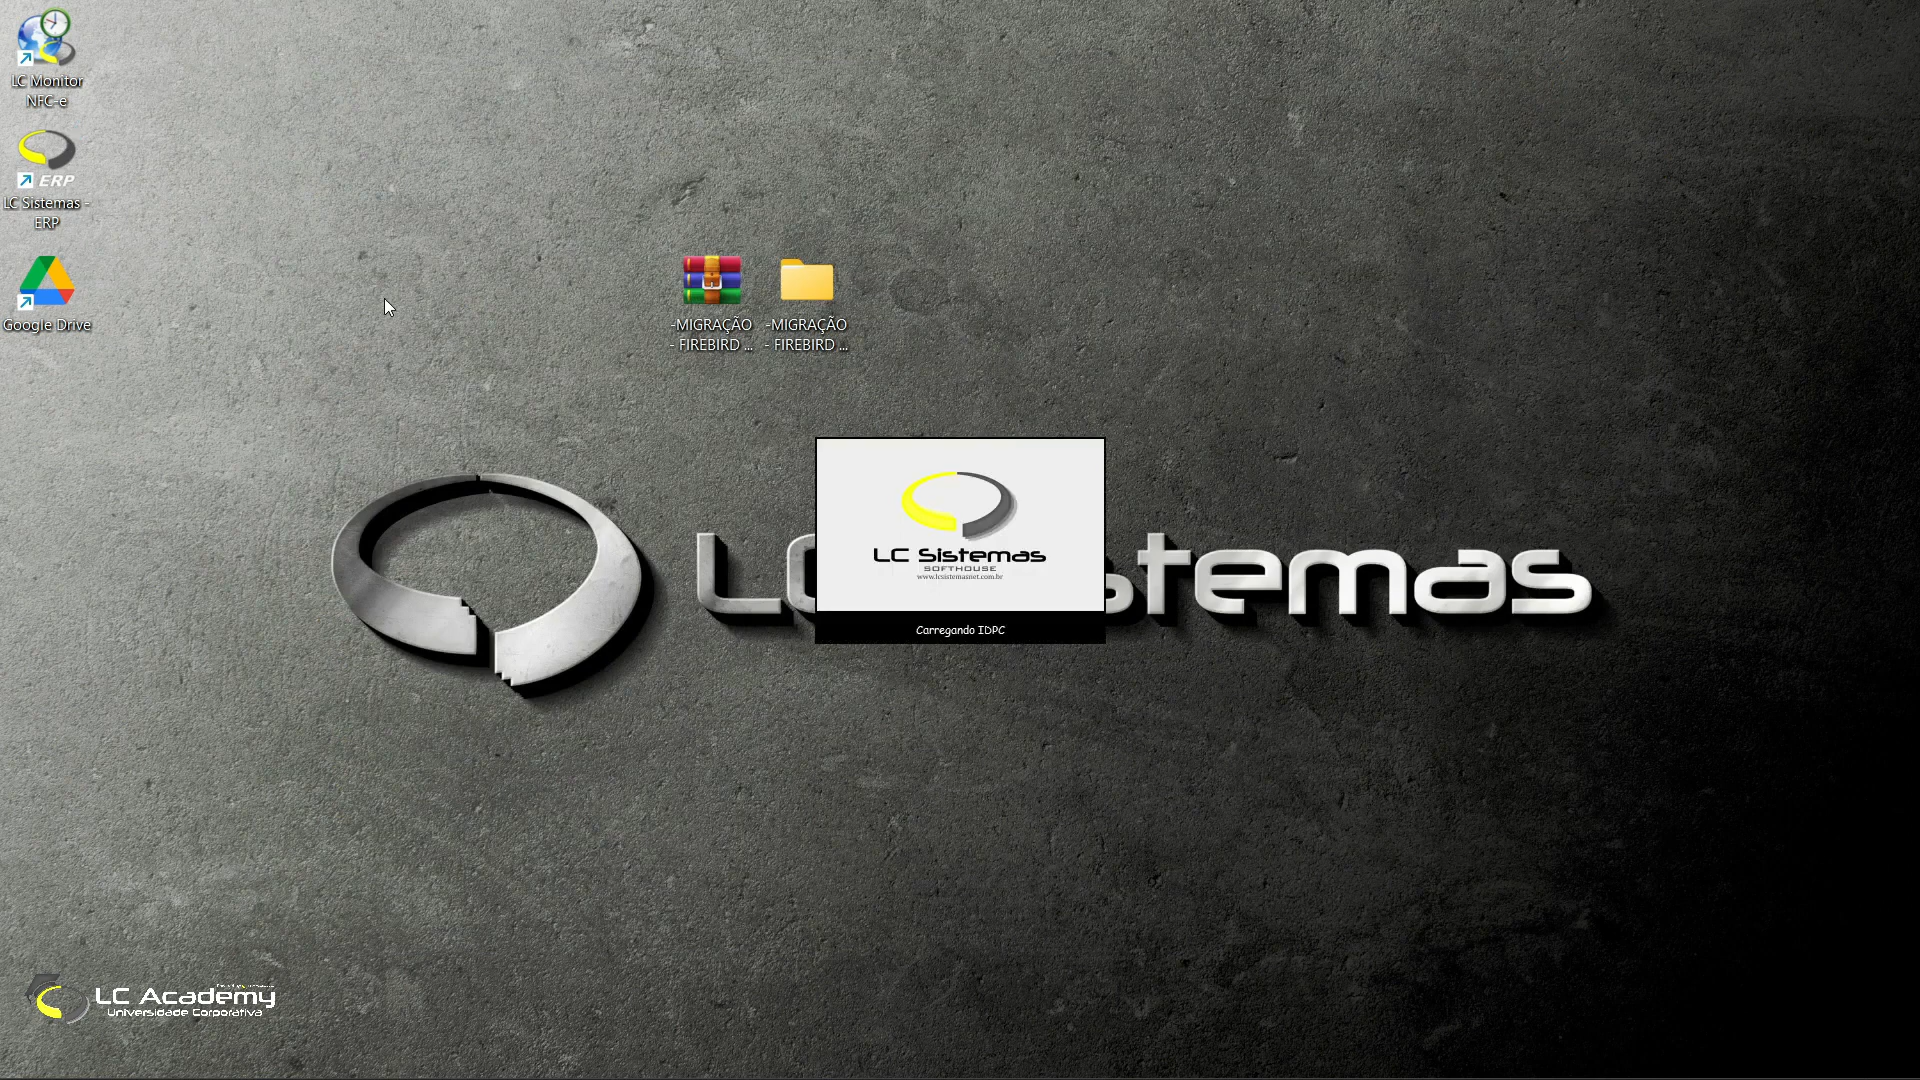 LC Monitor
NFC-e
ERP
LC Sistemas -
ERP
Google Drive
-MIGRAÇÃO
- FIREBIRD ...
-MIGRAÇÃO
- FIREBIRD ...
LC Sistemas
SOFTHOUSE
www.lcsistemasnet.com.br
Carregando IDPC
stemas
LC Academy
Universidade Corporativa